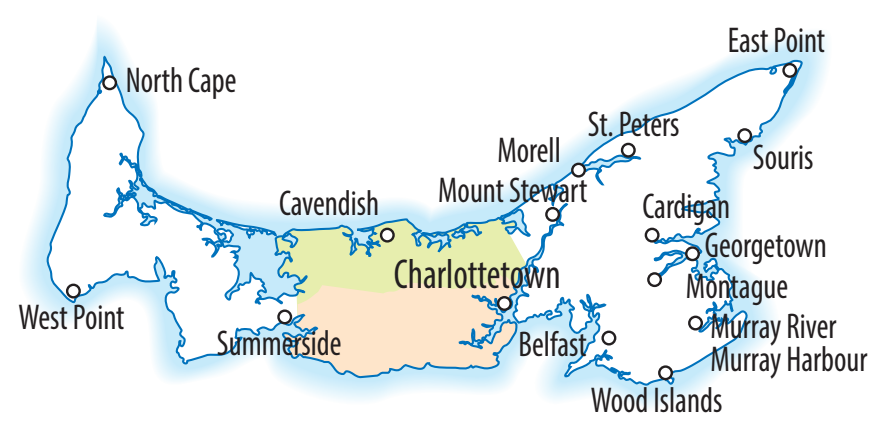 East Point
North Cape
St. Peters
Morell
Souris
Mount Stewart
Cavendish
Cardigan
Georgetown
Charlottetown
Montague
West Point
Murray River
Summerside
Belfast
Murray Harbour
Wood Islands